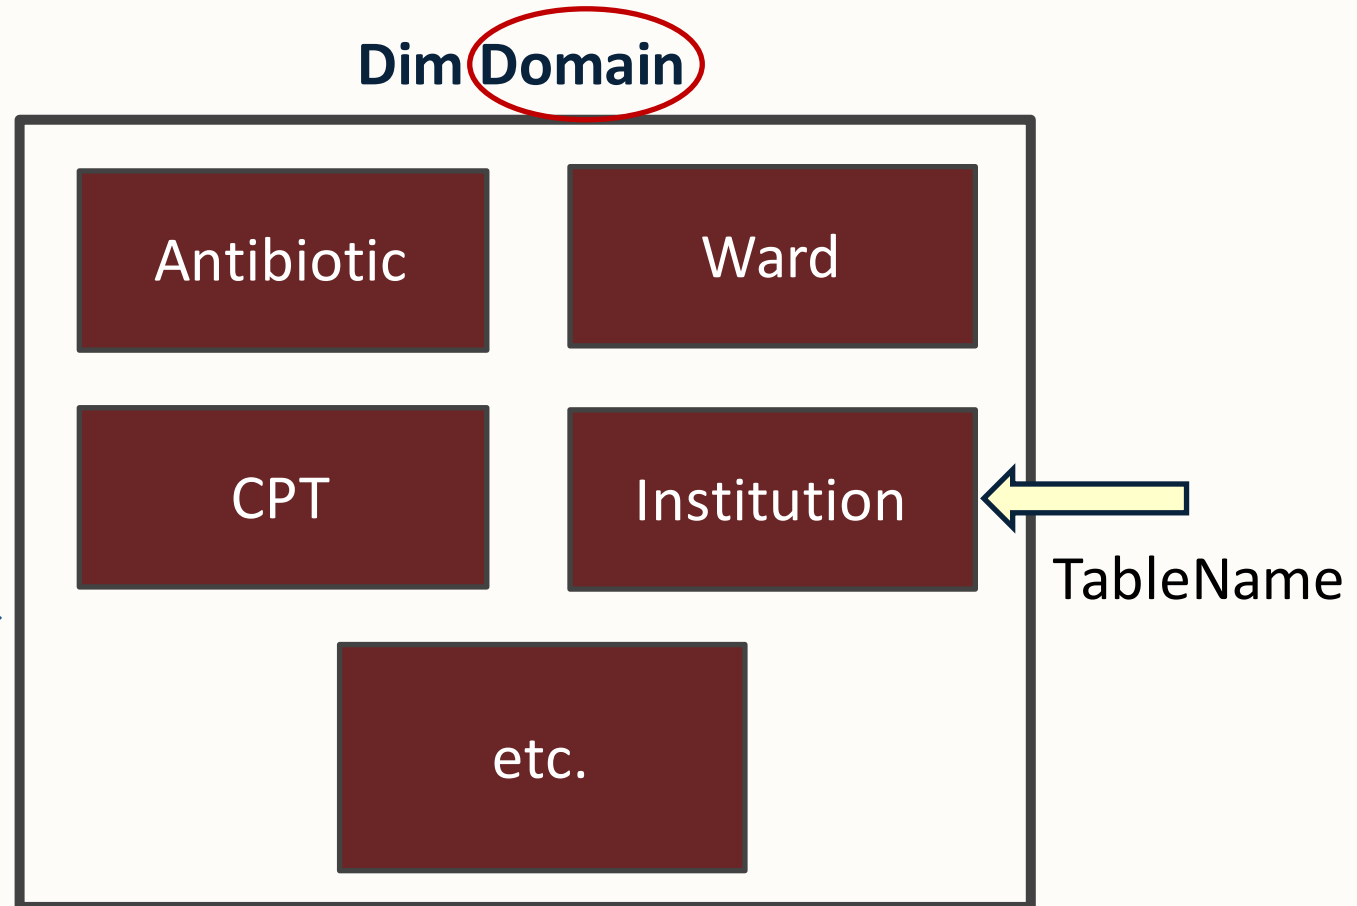 Dim Domain
Antibiotic
Ward
CPT
Institution
TableName
etc.